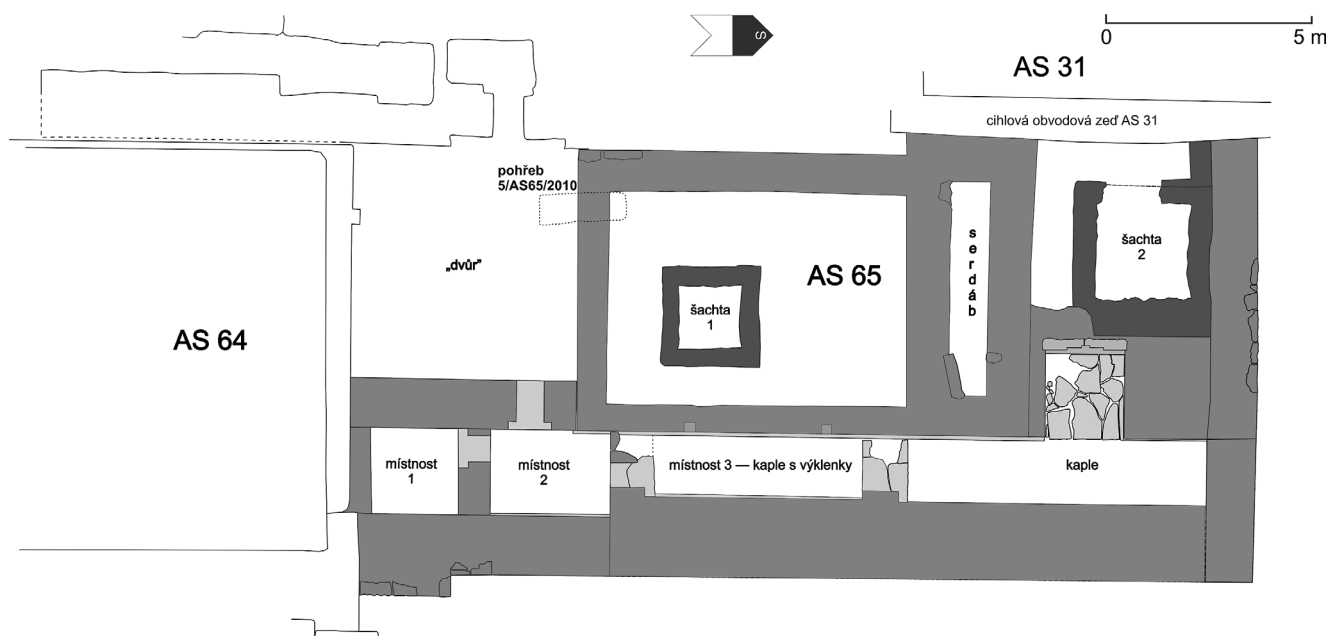 S
0
5 m
AS 31
cihlová obvodová zeď AS 31
pohřeb
5/AS65/2010
„dvůr"
AS 64
AS 65
šachta
1
serdáb
šachta
2
místnost
1
místnost
2
místnost 3 — kaple s výklenky
kaple